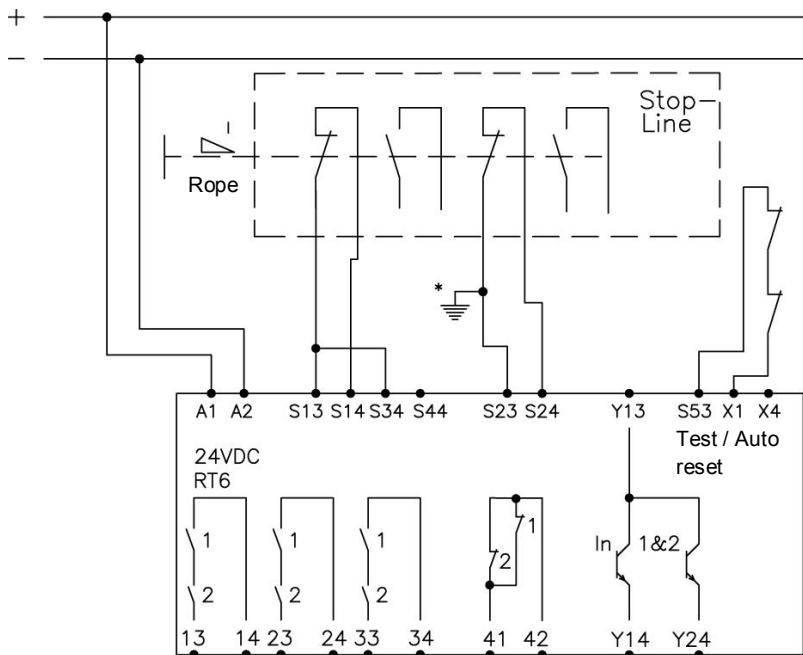 +
−
Stop-
Line
Rope
*
A1 A2 S13 S14 S34 S44 S23 S24 Y13 S53 X1 X4
Test / Auto
reset
24VDC
RT6
1 1 1 1
2 2 2 2
In 1&2
13 14 23 24 33 34 41 42 Y14 Y24